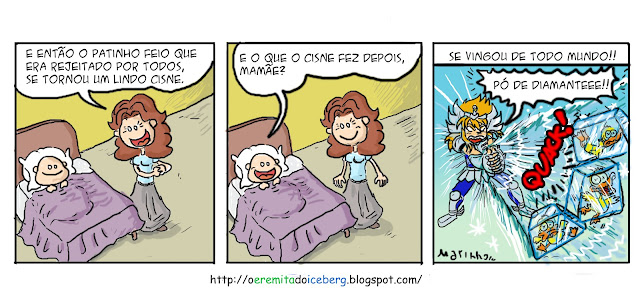 E ENTÃO O PATINHO FEIO QUE
ERA REJEITADO POR TODOS,
SE TORNOU UM LINDO CISNE.
E O QUE O CISNE FEZ DEPOIS,
MAMÃE?
SE VINGOU DE TODO MUNDO!!
PÓ DE DIAMANTEEE!!
QUACK!
http://oeremitadoiceberg.blogspot.com/